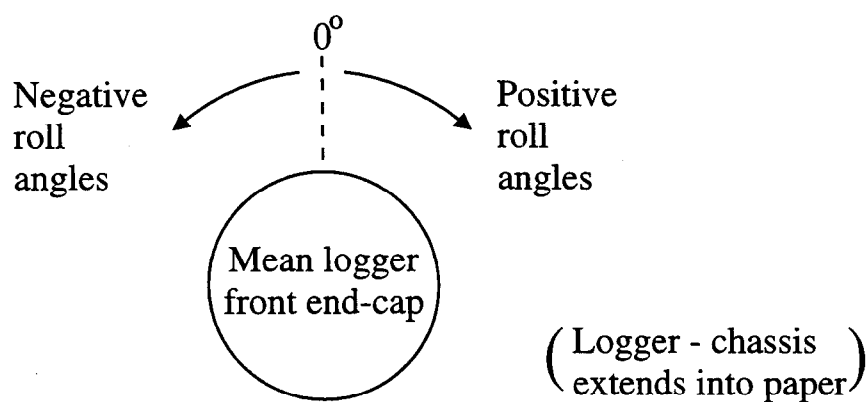 0°
Negative
roll
angles
Positive
roll
angles
Mean logger
front end-cap
(Logger - chassis
extends into paper)